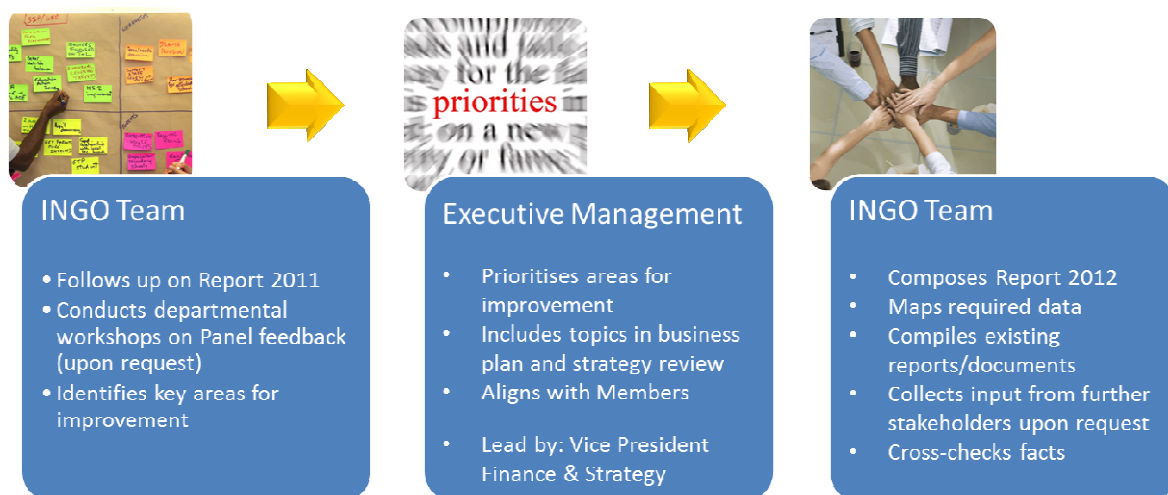 priorities
INGO Team
• Follows up on Report 2011
• Conducts departmental
workshops on Panel feedback
(upon request)
• Identifies key areas for
improvement
Executive Management
• Prioritises areas for
improvement
• Includes topics in business
plan and strategy review
• Aligns with Members
• Lead by: Vice President
Finance & Strategy
INGO Team
• Composes Report 2012
• Maps required data
• Compiles existing
reports/documents
• Collects input from further
stakeholders upon request
• Cross-checks facts